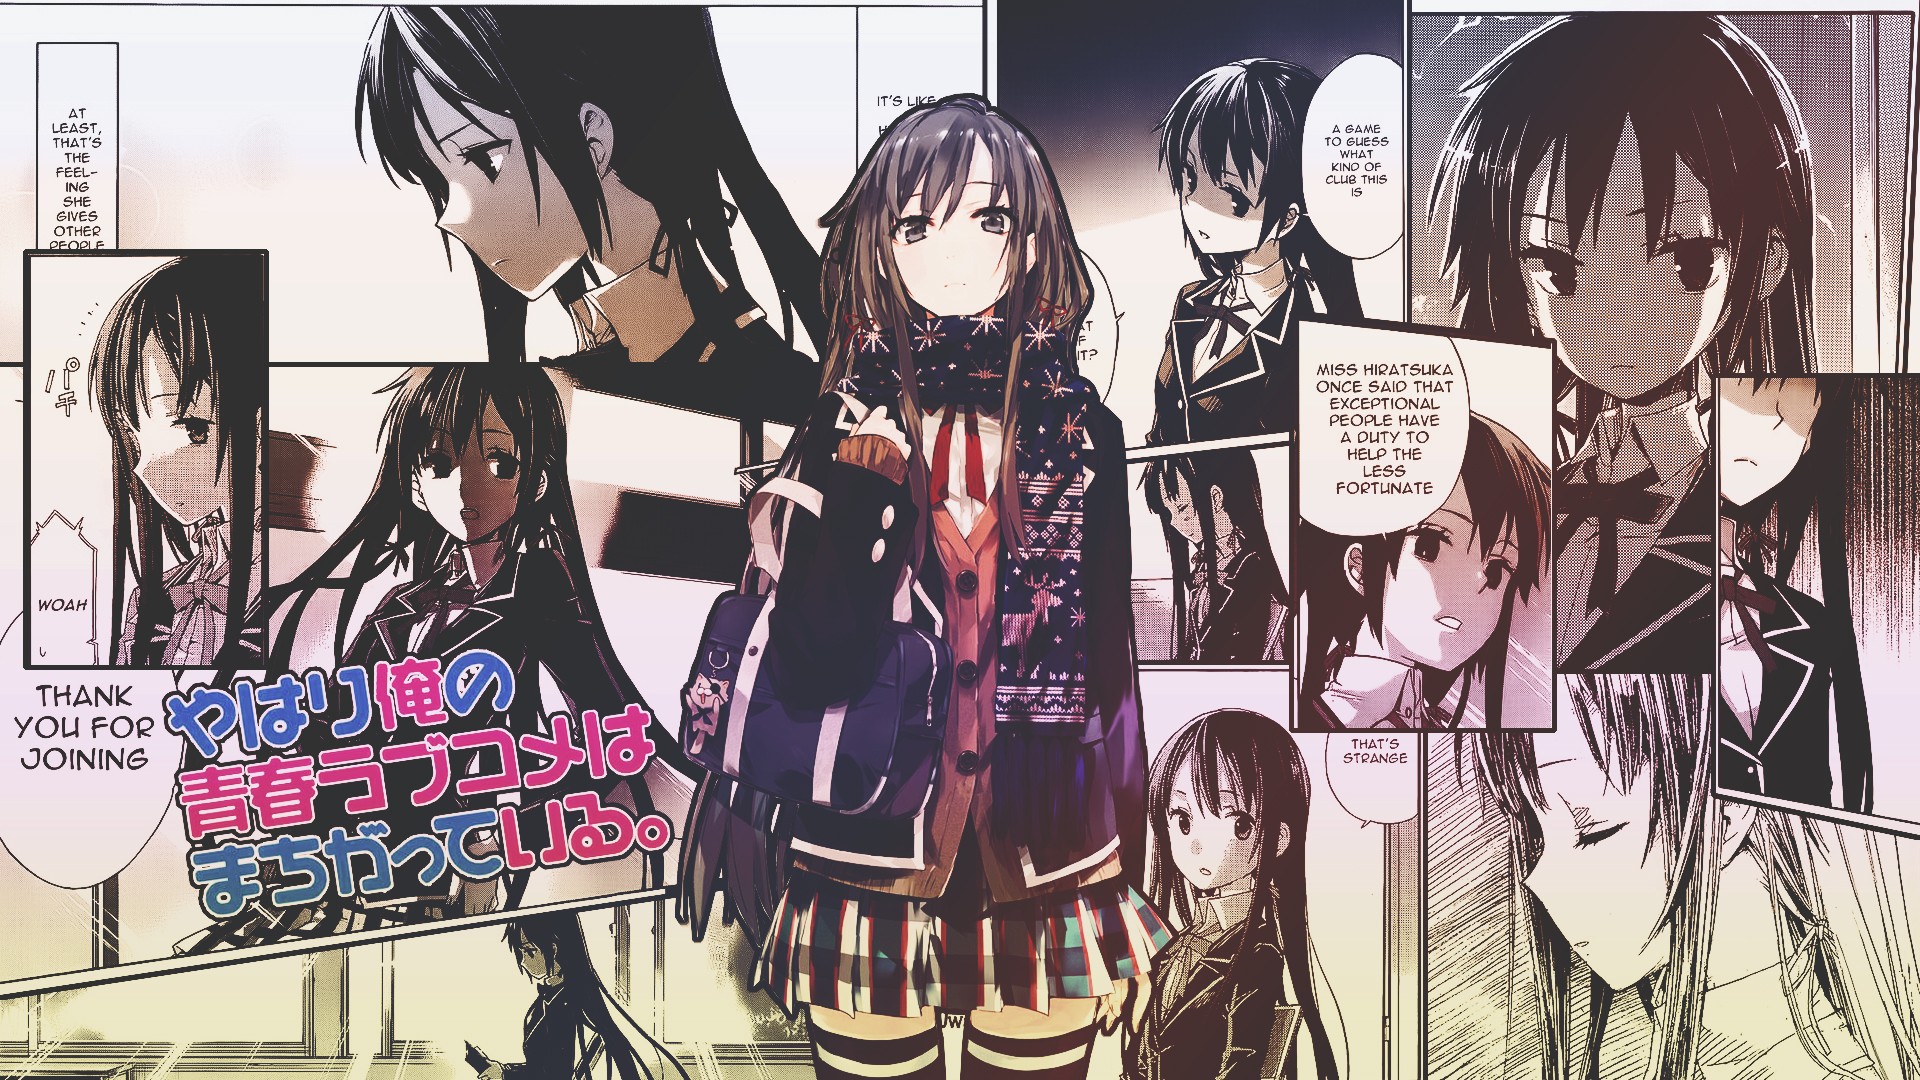 AT
LEAST,
THAT'S
THE
FEEL-
ING
SHE
GIVES
OTHER
PEOPLE
IT'S LIKE
A GAME
TO GUESS
WHAT
KIND OF
CLUB THIS
IS
IT?
MISS HIRATSUKA
ONCE SAID THAT
EXCEPTIONAL
PEOPLE HAVE
A DUTY TO
HELP THE
LESS
FORTUNATE
WOAH
THANK
YOU FOR
JOINING
やはり俺の
青春ラブコメは
まちがっている。
THAT'S
STRANGE